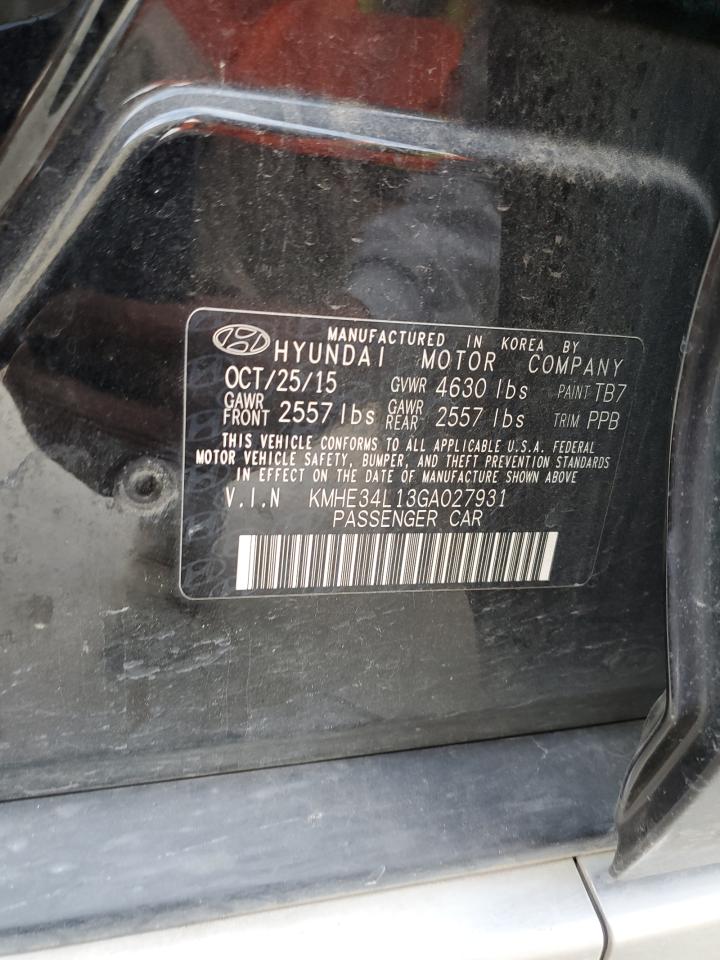 MANUFACTURED IN KOREA BY
HYUNDAI MOTOR COMPANY
OCT/25/15 GVWR 4630 lbs PAINT TB7
GAWR FRONT 2557 lbs GAWR REAR 2557 lbs TRIM PPB
THIS VEHICLE CONFORMS TO ALL APPLICABLE U.S.A. FEDERAL
MOTOR VEHICLE SAFETY, BUMPER, AND THEFT PREVENTION STANDARDS
IN EFFECT ON THE DATE OF MANUFACTURE SHOWN ABOVE
V.I.N KMHE34L13GA027931
PASSENGER CAR